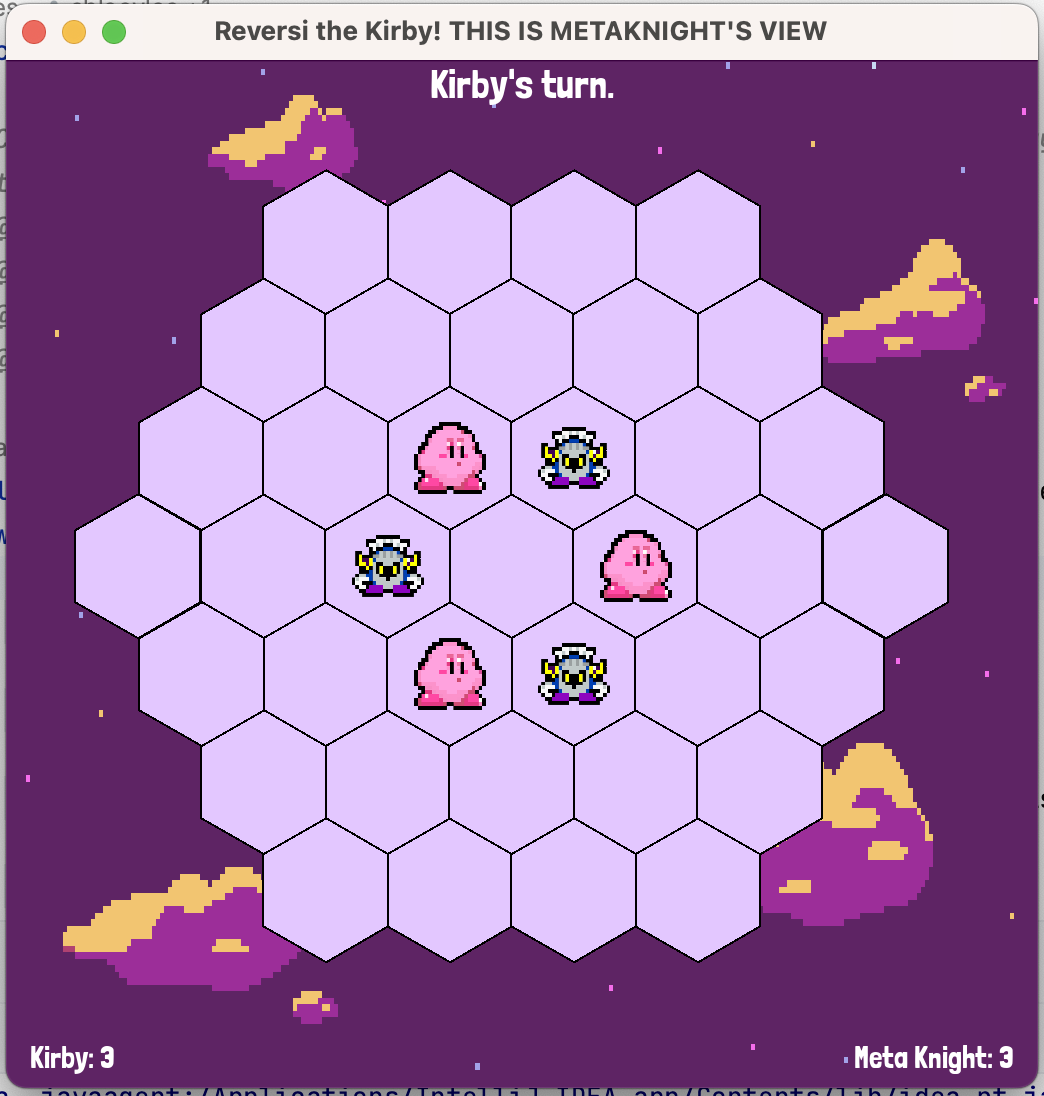 Reversi the Kirby! THIS IS METAKNIGHT'S VIEW
Kirby's turn.
Kirby: 3
Meta Knight: 3